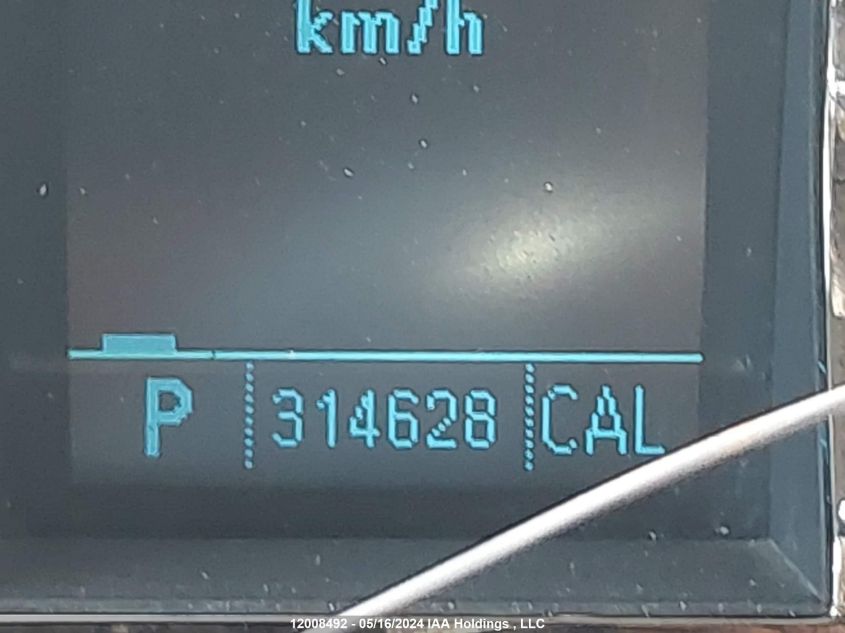 km/h
P 314628 CAL
12008492 - 05/16/2024 IAA Holdings , LLC